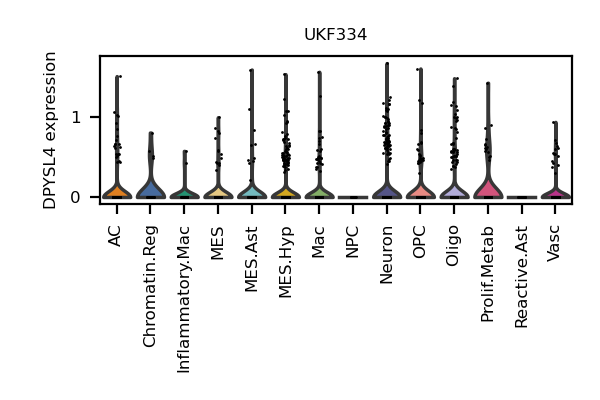 UKF334
DPYSL4 expression
1
0
AC
Chromatin.Reg
Inflammatory.Mac
MES
MES.Ast
MES.Hyp
Mac
NPC
Neuron
OPC
Oligo
Prolif.Metab
Reactive.Ast
Vasc